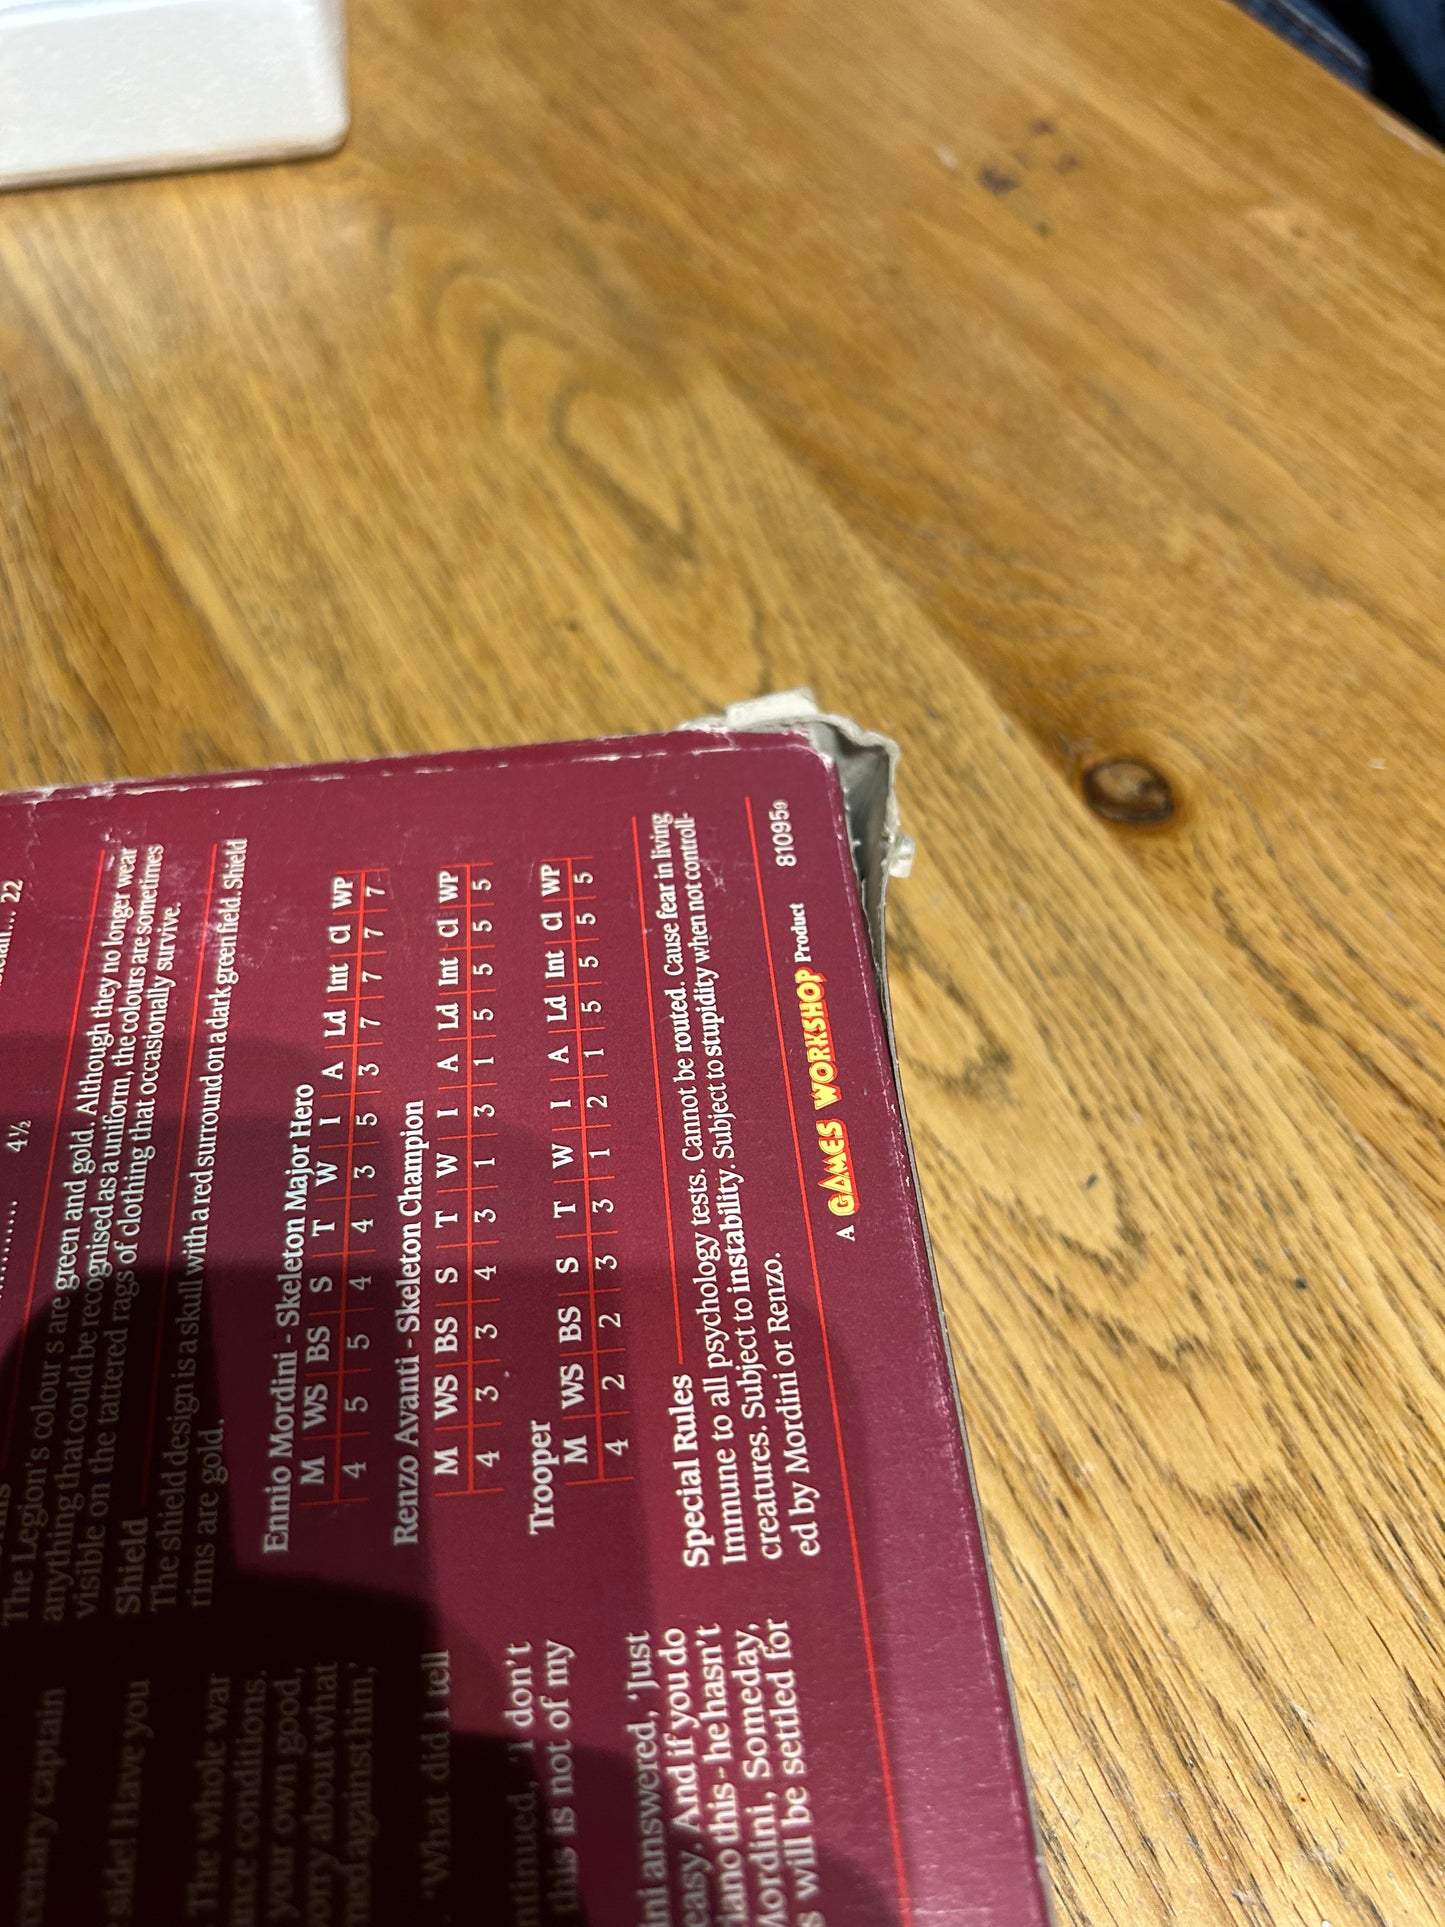 22
4½
The Legion's colour s are green and gold. Although they no longer wear
anything that could be recognised as a uniform, the colours are sometimes
visible on the tattered rags of clothing that occasionally survive.
Shield
The shield design is a skull with a red surround on a dark green field. Shield
rims are gold.
Ennio Mordini - Skeleton Major Hero
M WS BS S T W I A Ld Int Cl WP
4 5 5 4 4 3 5 3 7 7 7 7
Renzo Avanti - Skeleton Champion
M WS BS S T W I A Ld Int Cl WP
4 3 3 4 3 1 3 1 5 5 5 5
Trooper
M WS BS S T W I A Ld Int Cl WP
4 2 2 3 3 1 2 1 5 5 5 5
Special Rules
Immune to all psychology tests. Cannot be routed. Cause fear in living
creatures. Subject to instability. Subject to stupidity when not controll-
ed by Mordini or Renzo.
A GAMES WORKSHOP Product 810959
captain
side! Have you
The whole war
conditions.
your own good,
about what
against him,'
'What did I tell
'I don't
this is not of my
answered, 'Just
easy. And if you do
this - he hasn't
Mordini, Someday,
will be settled for